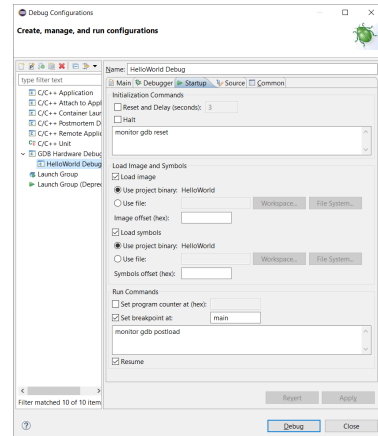 Debug Configurations
Create, manage, and run configurations
type filter text
C/C++ Application
C/C++ Attach to Appl
C/C++ Container Laur
C/C++ Postmortem D
C/C++ Remote Applic
C/C++ Unit
GDB Hardware Debug
HelloWorld Debug
Launch Group
Launch Group (Depre
Filter matched 10 of 10 item
Name: HelloWorld Debug
Main Debugger Startup Source Common
Initialization Commands
Reset and Delay (seconds): 3
Halt
monitor gdb reset
Load Image and Symbols
Load image
Use project binary: HelloWorld
Use file: Workspace... File System...
Image offset (hex):
Load symbols
Use project binary: HelloWorld
Use file: Workspace... File System...
Symbols offset (hex):
Run Commands
Set program counter at (hex):
Set breakpoint at: main
monitor gdb postload
Resume
Revert Apply
Debug Close